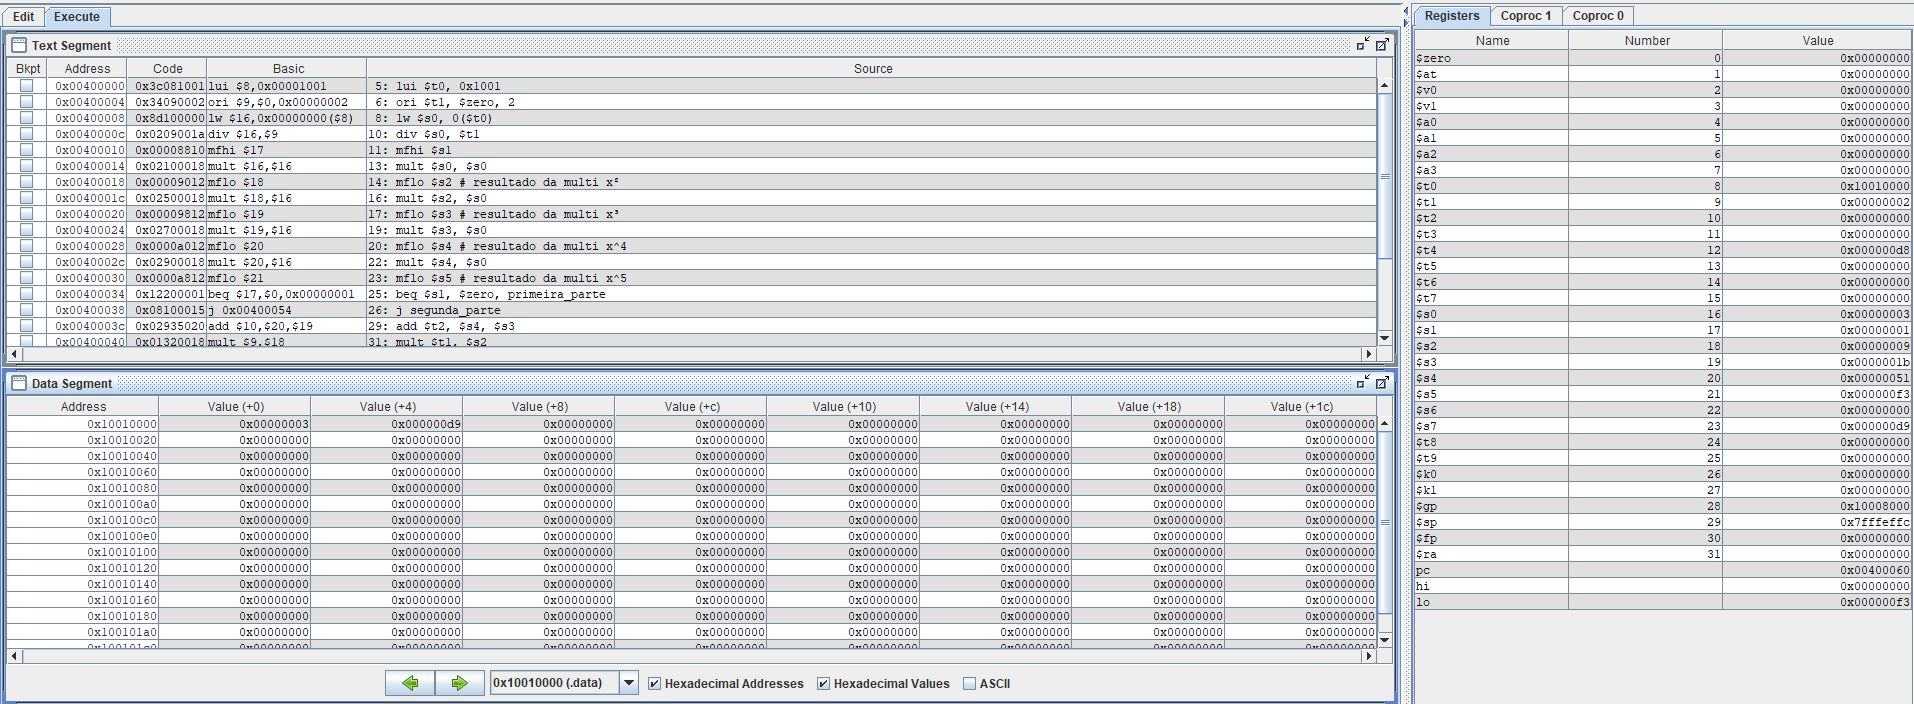 Edit Execute
Text Segment
Bkpt Address Code Basic Source
0x00400000 0x3c081001 lui $8,0x00001001 5: lui $t0, 0x1001
0x00400004 0x34090002 ori $9,$0,0x00000002 6: ori $t1, $zero, 2
0x00400008 0x8d100000 lw $16,0x00000000($8) 8: lw $s0, 0($t0)
0x0040000c 0x0209001a div $16,$9 10: div $s0, $t1
0x00400010 0x00008810 mfhi $17 11: mfhi $s1
0x00400014 0x02100018 mult $16,$16 13: mult $s0, $s0
0x00400018 0x00009012 mflo $18 14: mflo $s2 # resultado da multi x²
0x0040001c 0x02500018 mult $18,$16 16: mult $s2, $s0
0x00400020 0x00009812 mflo $19 17: mflo $s3 # resultado da multi x³
0x00400024 0x02700018 mult $19,$16 19: mult $s3, $s0
0x00400028 0x0000a012 mflo $20 20: mflo $s4 # resultado da multi x^4
0x0040002c 0x02900018 mult $20,$16 22: mult $s4, $s0
0x00400030 0x0000a812 mflo $21 23: mflo $s5 # resultado da multi x^5
0x00400034 0x12200001 beq $17,$0,0x00000001 25: beq $s1, $zero, primeira_parte
0x00400038 0x08100015 j 0x00400054 26: j segunda_parte
0x0040003c 0x02935020 add $10,$20,$19 29: add $t2, $s4, $s3
0x00400040 0x01320018 mult $9,$18 31: mult $t1, $s2
Data Segment
Address Value (+0) Value (+4) Value (+8) Value (+c) Value (+10) Value (+14) Value (+18) Value (+1c)
0x10010000 0x00000003 0x000000d9 0x00000000 0x00000000 0x00000000 0x00000000 0x00000000 0x00000000
0x10010020 0x00000000 0x00000000 0x00000000 0x00000000 0x00000000 0x00000000 0x00000000 0x00000000
0x10010040 0x00000000 0x00000000 0x00000000 0x00000000 0x00000000 0x00000000 0x00000000 0x00000000
0x10010060 0x00000000 0x00000000 0x00000000 0x00000000 0x00000000 0x00000000 0x00000000 0x00000000
0x10010080 0x00000000 0x00000000 0x00000000 0x00000000 0x00000000 0x00000000 0x00000000 0x00000000
0x100100a0 0x00000000 0x00000000 0x00000000 0x00000000 0x00000000 0x00000000 0x00000000 0x00000000
0x100100c0 0x00000000 0x00000000 0x00000000 0x00000000 0x00000000 0x00000000 0x00000000 0x00000000
0x100100e0 0x00000000 0x00000000 0x00000000 0x00000000 0x00000000 0x00000000 0x00000000 0x00000000
0x10010100 0x00000000 0x00000000 0x00000000 0x00000000 0x00000000 0x00000000 0x00000000 0x00000000
0x10010120 0x00000000 0x00000000 0x00000000 0x00000000 0x00000000 0x00000000 0x00000000 0x00000000
0x10010140 0x00000000 0x00000000 0x00000000 0x00000000 0x00000000 0x00000000 0x00000000 0x00000000
0x10010160 0x00000000 0x00000000 0x00000000 0x00000000 0x00000000 0x00000000 0x00000000 0x00000000
0x10010180 0x00000000 0x00000000 0x00000000 0x00000000 0x00000000 0x00000000 0x00000000 0x00000000
0x100101a0 0x00000000 0x00000000 0x00000000 0x00000000 0x00000000 0x00000000 0x00000000 0x00000000
0x10010000 (.data) Hexadecimal Addresses Hexadecimal Values ASCII
Registers Coproc 1 Coproc 0
Name Number Value
$zero 0 0x00000000
$at 1 0x00000000
$v0 2 0x00000000
$v1 3 0x00000000
$a0 4 0x00000000
$a1 5 0x00000000
$a2 6 0x00000000
$a3 7 0x00000000
$t0 8 0x10010000
$t1 9 0x00000002
$t2 10 0x00000000
$t3 11 0x00000000
$t4 12 0x000000d8
$t5 13 0x00000000
$t6 14 0x00000000
$t7 15 0x00000000
$s0 16 0x00000003
$s1 17 0x00000001
$s2 18 0x00000009
$s3 19 0x0000001b
$s4 20 0x00000051
$s5 21 0x000000f3
$s6 22 0x00000000
$s7 23 0x000000d9
$t8 24 0x00000000
$t9 25 0x00000000
$k0 26 0x00000000
$k1 27 0x00000000
$gp 28 0x10008000
$sp 29 0x7fffeffc
$fp 30 0x00000000
$ra 31 0x00000000
pc 0x00400060
hi 0x00000000
lo 0x000000f3